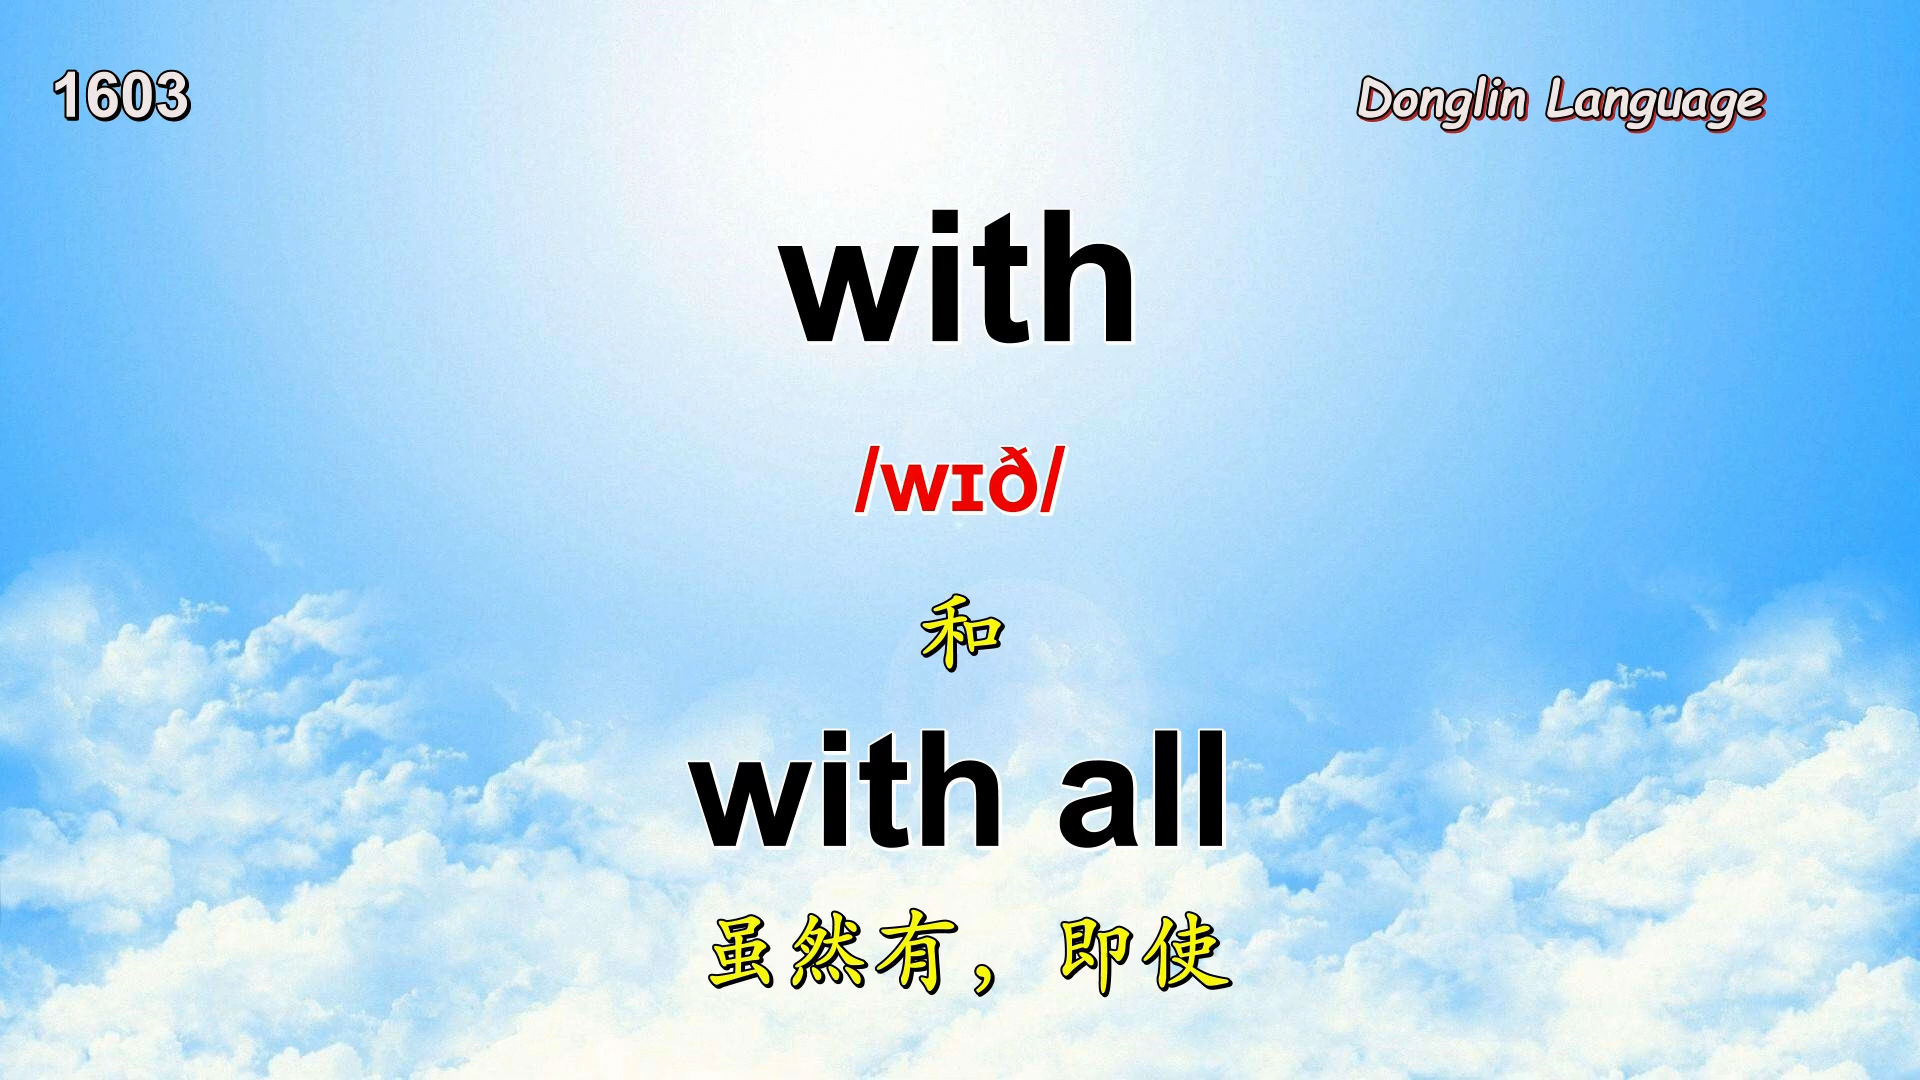 1603
Donglin Language
with
/wɪð/
和
with all
虽然有，即使